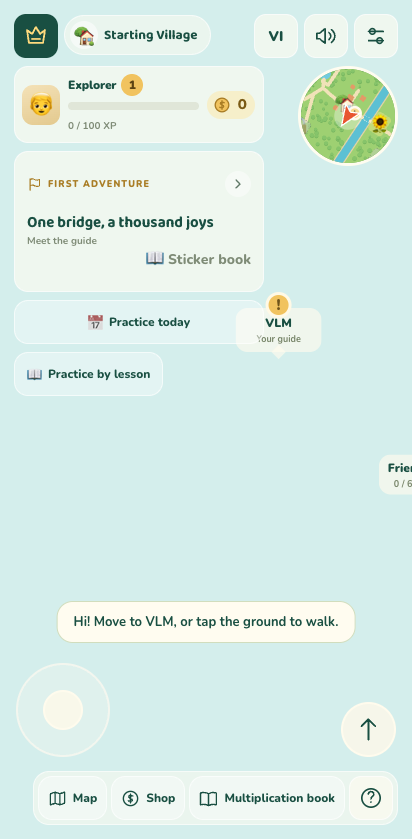 Starting Village
VI
Explorer 1
0
0 / 100 XP
FIRST ADVENTURE
One bridge, a thousand joys
Meet the guide
Sticker book
Practice today
!
VLM
Your guide
Practice by lesson
0 / 6
Hi! Move to VLM, or tap the ground to walk.
Map
Shop
Multiplication book
?